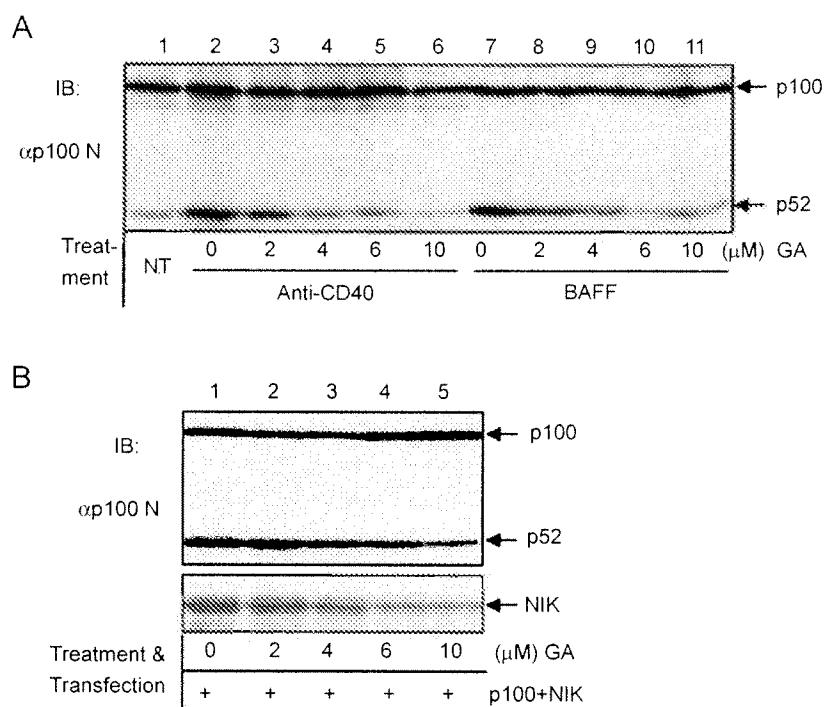 A
1 2 3 4 5 6 7 8 9 10 11
IB:
p100
αp100 N
p52
Treat-
ment
NT
0 2 4 6 10 0 2 4 6 10 (μM) GA
Anti-CD40 BAFF
B
1 2 3 4 5
IB:
p100
αp100 N
p52
NIK
Treatment &
Transfection
0 2 4 6 10 (μM) GA
+ + + + + p100+NIK